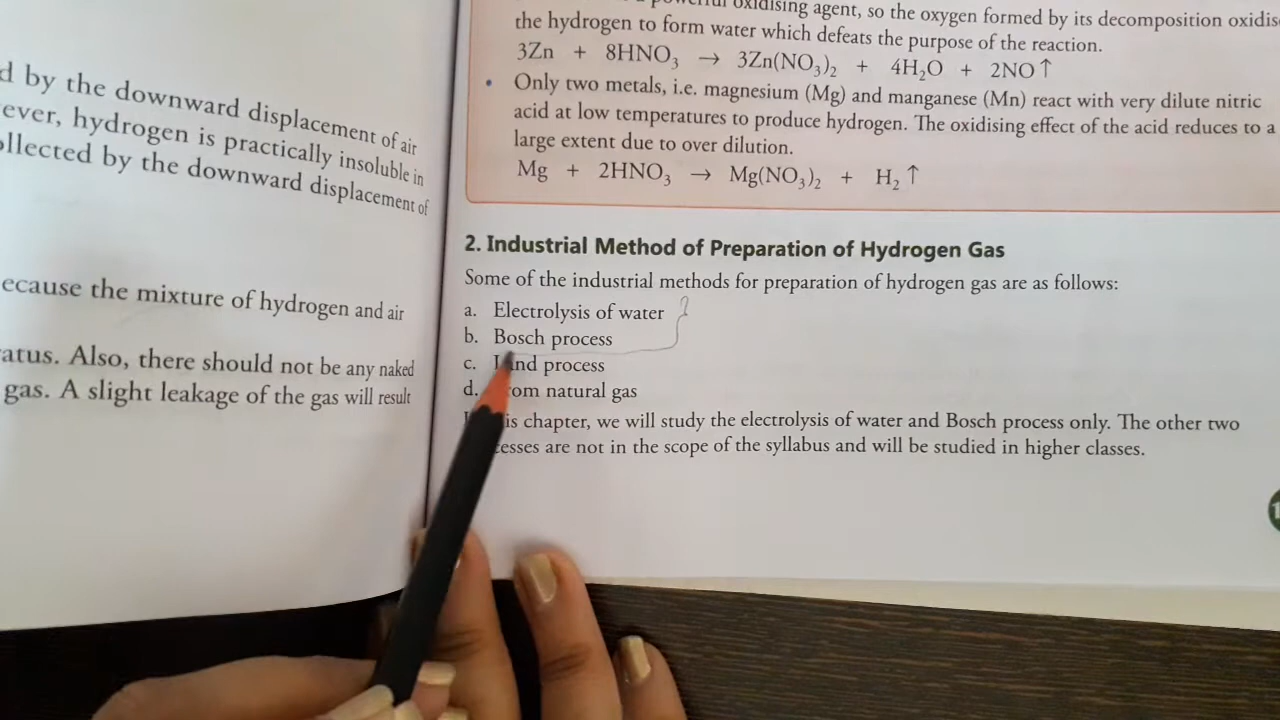 d by the downward displacement of air
ever, hydrogen is practically insoluble in
ollected by the downward displacement of
ecause the mixture of hydrogen and air
atus. Also, there should not be any naked
gas. A slight leakage of the gas will result
oxidising agent, so the oxygen formed by its decomposition oxidis
the hydrogen to form water which defeats the purpose of the reaction.
3Zn + 8HNO₃ → 3Zn(NO₃)₂ + 4H₂O + 2NO↑
• Only two metals, i.e. magnesium (Mg) and manganese (Mn) react with very dilute nitric
acid at low temperatures to produce hydrogen. The oxidising effect of the acid reduces to a
large extent due to over dilution.
Mg + 2HNO₃ → Mg(NO₃)₂ + H₂↑
2. Industrial Method of Preparation of Hydrogen Gas
Some of the industrial methods for preparation of hydrogen gas are as follows:
a. Electrolysis of water
b. Bosch process
c. process
d. natural gas
is chapter, we will study the electrolysis of water and Bosch process only. The other two
esses are not in the scope of the syllabus and will be studied in higher classes.